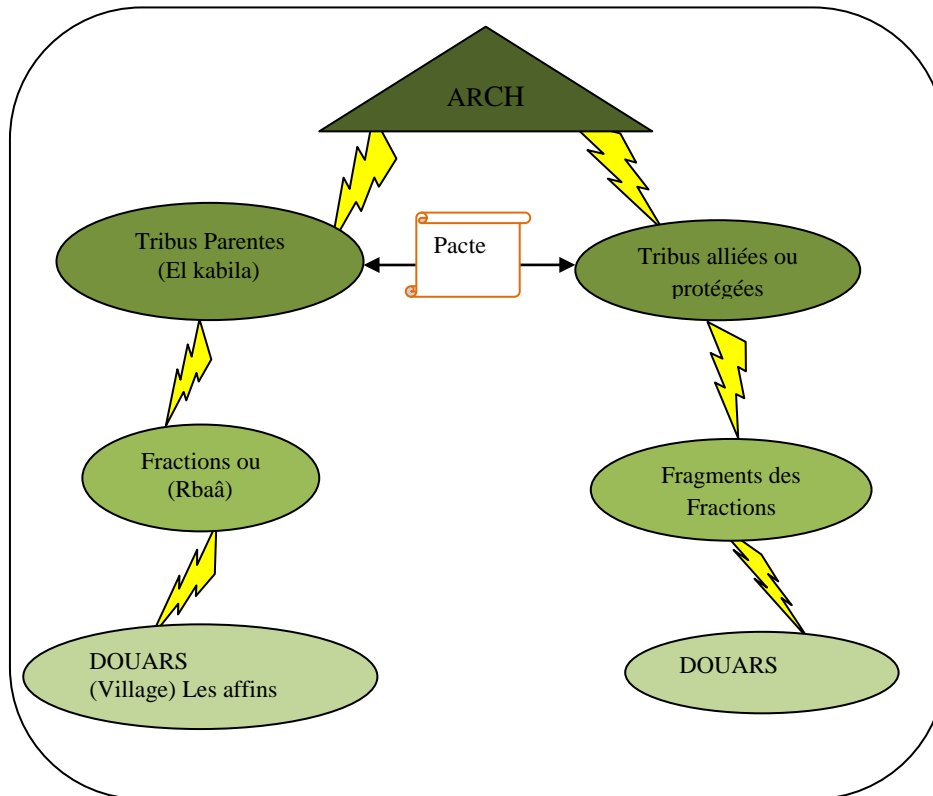 ARCH
Tribus Parentes
(El kabila)
Pacte
Tribus alliées ou
protégées
Fractions ou
(Rbaâ)
Fragments des
Fractions
DOUARS
(Village) Les affins
DOUARS